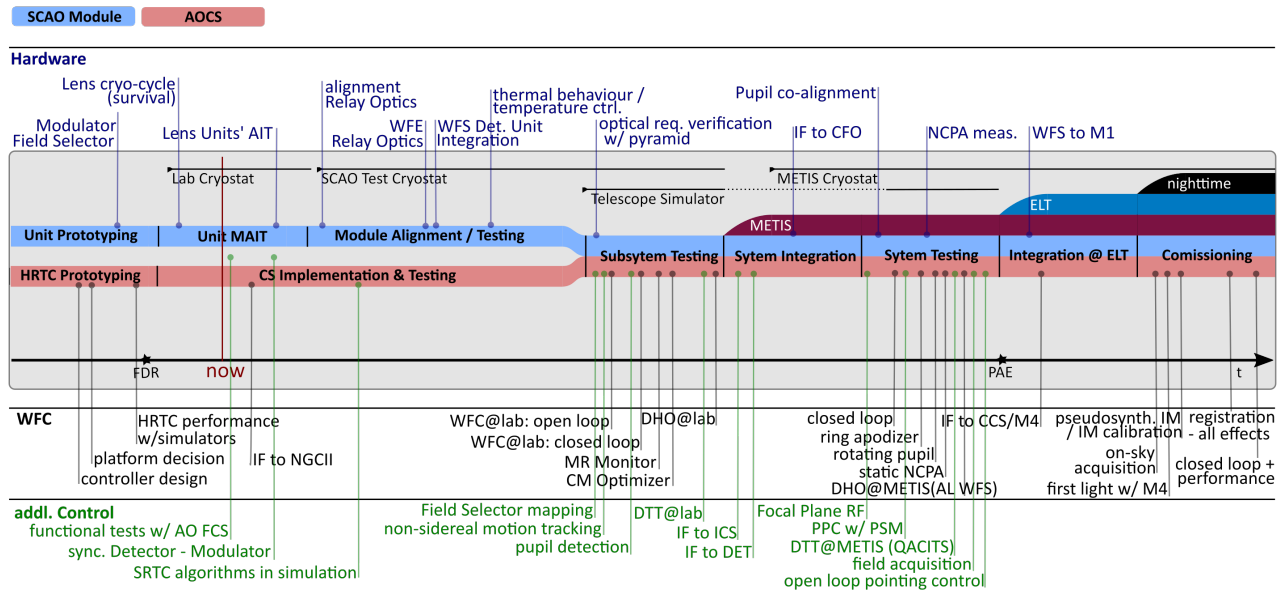 SCAO Module
AOCS
Hardware
Lens cryo-cycle
(survival)
alignment
Relay Optics
thermal behaviour /
temperature ctrl.
Pupil co-alignment
Modulator
Field Selector
Lens Units' AIT
WFE
Relay Optics
WFS Det. Unit
Integration
optical req. verification
w/ pyramid
IF to CFO
NCPA meas.
WFS to M1
Lab Cryostat
SCAO Test Cryostat
METIS Cryostat
nighttime
Telescope Simulator
ELT
METIS
Unit Prototyping
Unit MAIT
Module Alignment / Testing
Subsytem Testing
Sytem Integration
Sytem Testing
Integration @ ELT
Comissioning
HRTC Prototyping
CS Implementation & Testing
FDR
now
PAE
t
WFC
HRTC performance
w/simulators
platform decision
controller design
IF to NGCII
WFC@lab: open loop
WFC@lab: closed loop
MR Monitor
CM Optimizer
DHO@lab
closed loop
ring apodizer
rotating pupil
static NCPA
DHO@METIS(AL WFS)
IF to CCS/M4
pseudosynth. IM
/ IM calibration
on-sky
acquisition
first light w/ M4
registration
- all effects
closed loop +
performance
addl. Control
functional tests w/ AO FCS
sync. Detector - Modulator
SRTC algorithms in simulation
Field Selector mapping
non-sidereal motion tracking
pupil detection
DTT@lab
IF to ICS
IF to DET
Focal Plane RF
PPC w/ PSM
DTT@METIS (QACITS)
field acquisition
open loop pointing control